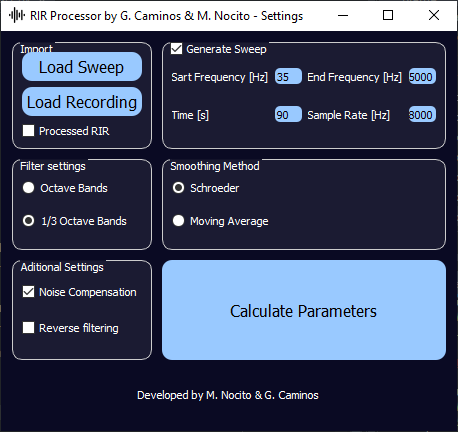 RIR Processor by G. Caminos & M. Nocito - Settings
Import
Load Sweep
Load Recording
Processed RIR
Generate Sweep
Sart Frequency [Hz] 35 End Frequency [Hz] 5000
Time [s] 90 Sample Rate [Hz] 8000
Filter settings
Octave Bands
1/3 Octave Bands
Smoothing Method
Schroeder
Moving Average
Aditional Settings
Noise Compensation
Reverse filtering
Calculate Parameters
Developed by M. Nocito & G. Caminos